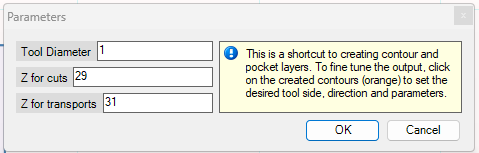 Parameters
Tool Diameter 1
Z for cuts 29
Z for transports 31
This is a shortcut to creating contour and
pocket layers. To fine tune the output, click
on the created contours (orange) to set the
desired tool side, direction and parameters.
OK Cancel